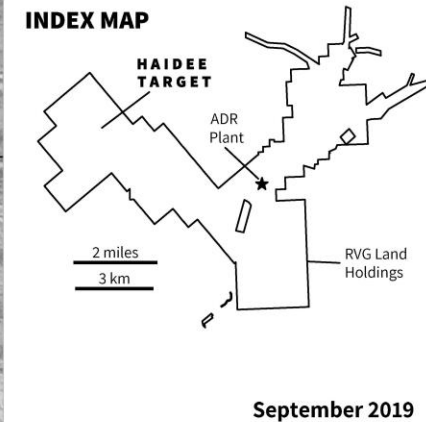 INDEX MAP
HAIDEE
TARGET
ADR
Plant
2 miles
3 km
RVG Land
Holdings
September 2019